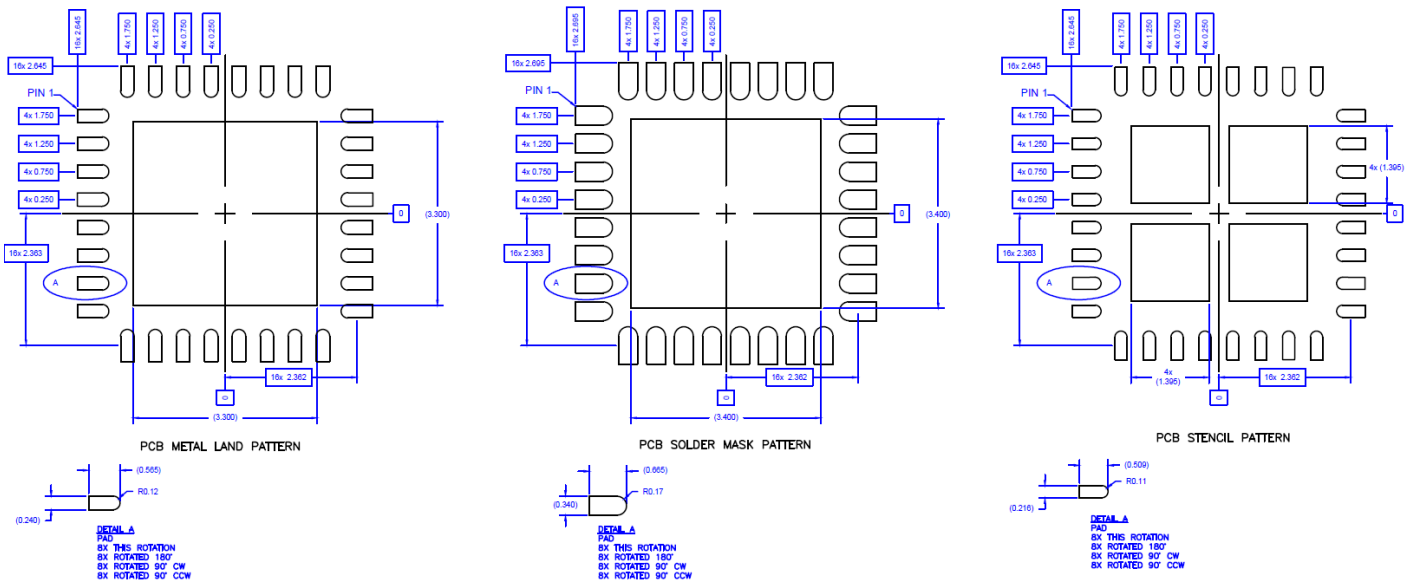 16x 2.645
4x 1.750
4x 1.250
4x 0.750
4x 0.250
16x 2.645
PIN 1
4x 1.750
4x 1.250
4x 0.750
4x 0.250
16x 2.363
A
(3.300)
0
16x 2.362
0
(3.300)
PCB METAL LAND PATTERN
(0.565)
R0.12
(0.240)
DETAIL A
PAD
8X THIS ROTATION
8X ROTATED 180°
8X ROTATED 90° CW
8X ROTATED 90° CCW
16x 2.695
4x 1.750
4x 1.250
4x 0.750
4x 0.250
16x 2.695
PIN 1
4x 1.750
4x 1.250
4x 0.750
4x 0.250
16x 2.363
A
0
(3.400)
16x 2.362
0
(3.400)
PCB SOLDER MASK PATTERN
(0.665)
R0.17
(0.340)
DETAIL A
PAD
8X THIS ROTATION
8X ROTATED 180°
8X ROTATED 90° CW
8X ROTATED 90° CCW
16x 2.645
4x 1.750
4x 1.250
4x 0.750
4x 0.250
16x 2.645
PIN 1
4x 1.750
4x 1.250
4x 0.750
4x 0.250
16x 2.363
A
4x (1.395)
0
4x
(1.395)
16x 2.362
0
PCB STENCIL PATTERN
(0.509)
R0.11
(0.216)
DETAIL A
PAD
8X THIS ROTATION
8X ROTATED 180°
8X ROTATED 90° CW
8X ROTATED 90° CCW